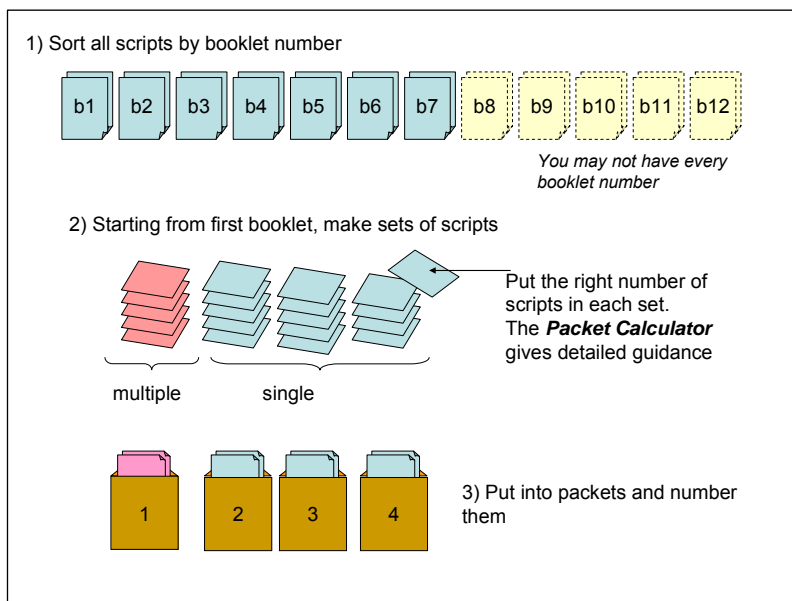 1) Sort all scripts by booklet number
b1 b2 b3 b4 b5 b6 b7 b8 b9 b10 b11 b12
You may not have every
booklet number
2) Starting from first booklet, make sets of scripts
Put the right number of
scripts in each set.
The Packet Calculator
gives detailed guidance
multiple single
1 2 3 4
3) Put into packets and number
them